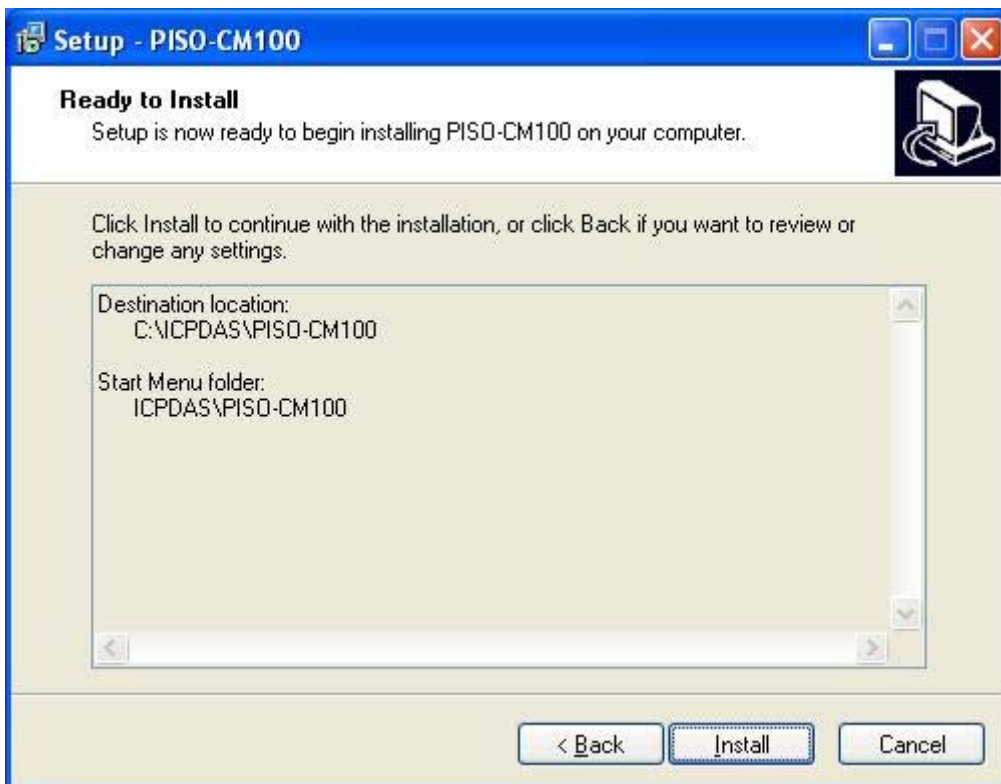 Setup - PISO-CM100
Ready to Install
Setup is now ready to begin installing PISO-CM100 on your computer.
Click Install to continue with the installation, or click Back if you want to review or
change any settings.
Destination location:
C:\ICPDAS\PISO-CM100
Start Menu folder:
ICPDAS\PISO-CM100
< Back
Install
Cancel